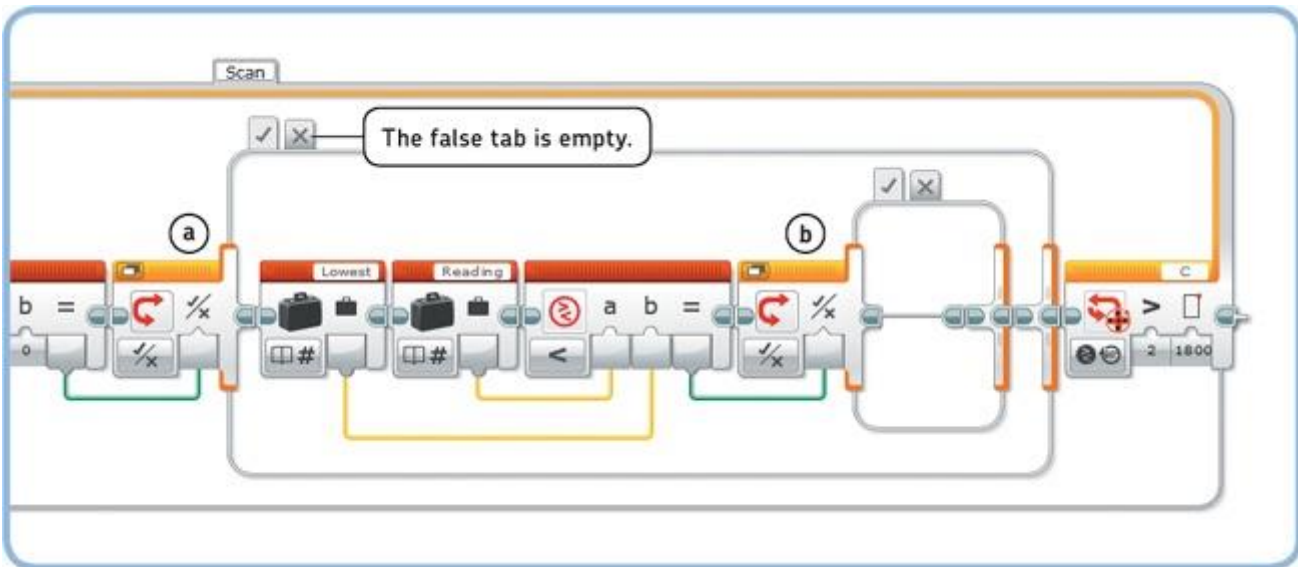 Scan
The false tab is empty.
a
b
Lowest
Reading
C
b =
a b =
>
#
#
<
0
2 1800